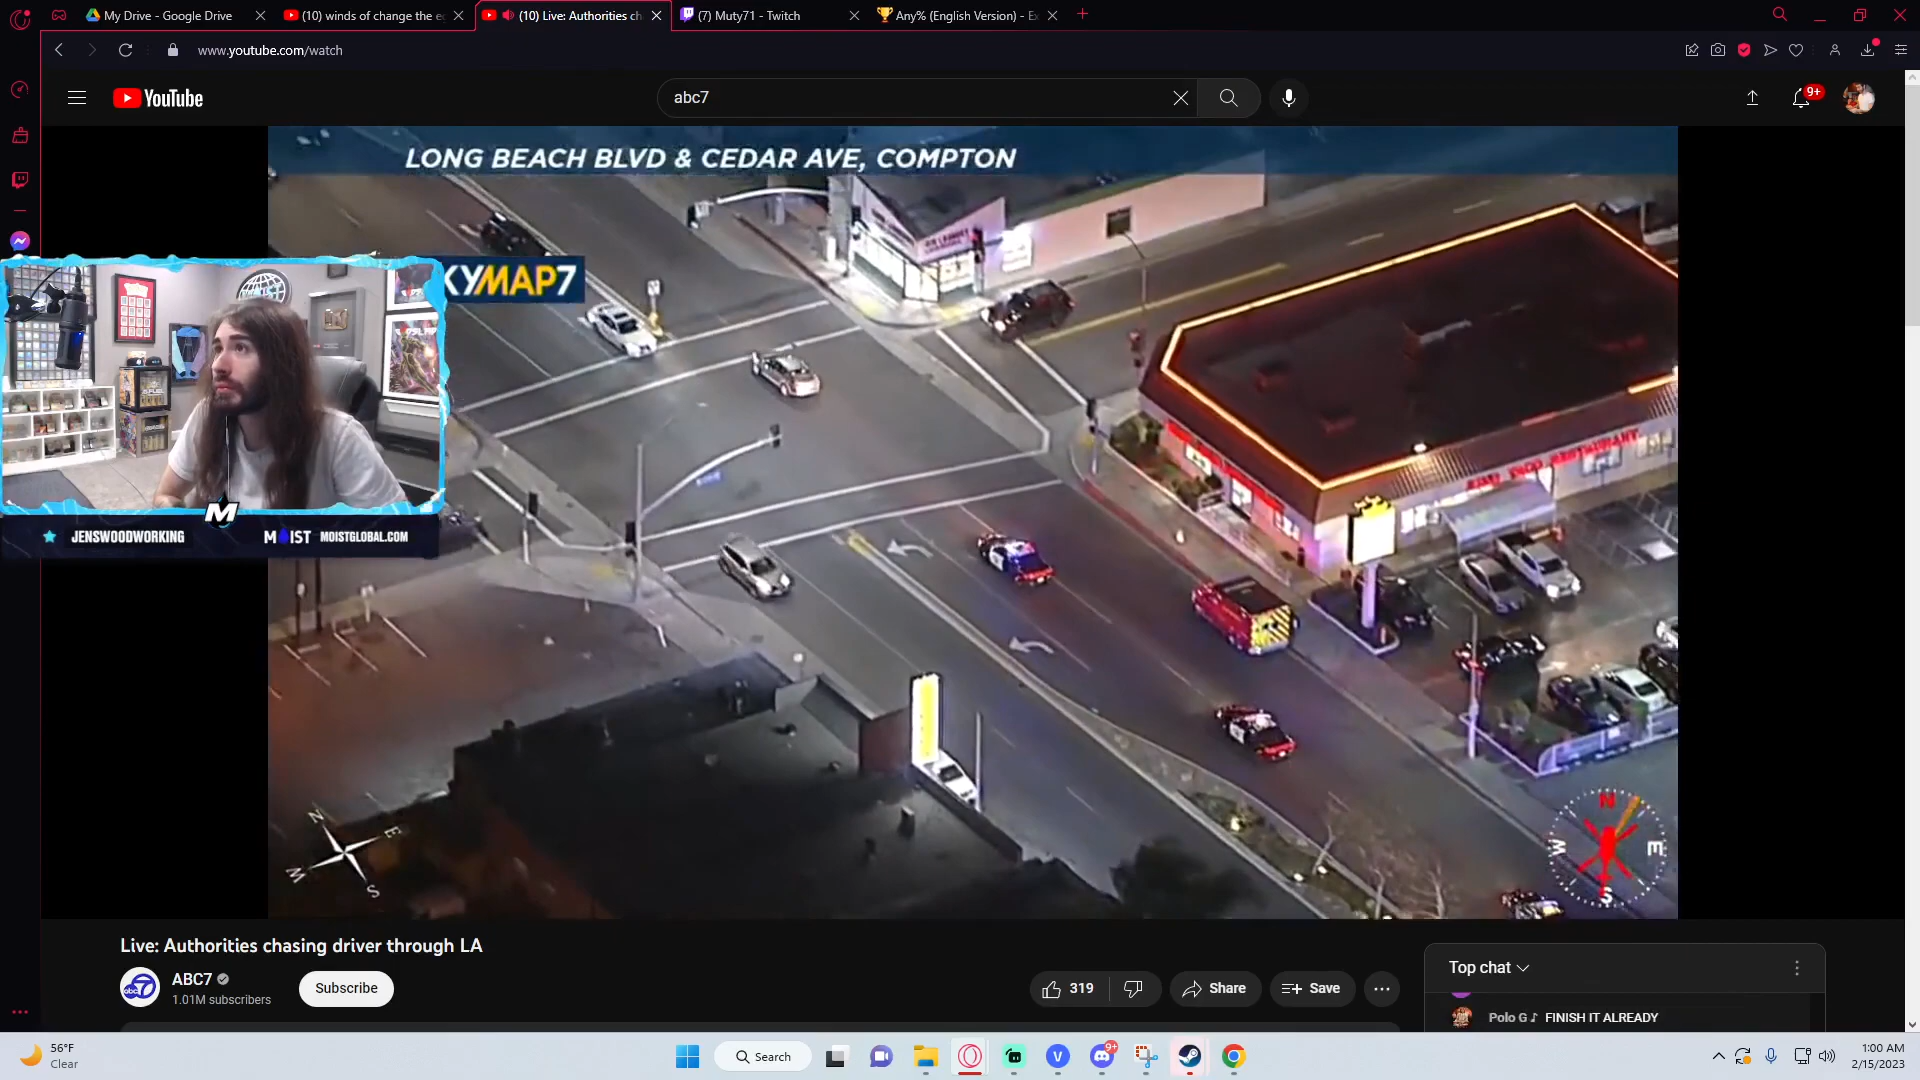 My Drive - Google Drive
(10) winds of change the e
(10) Live: Authorities ch
(7) Muty71 - Twitch
Any% (English Version) - E
www.youtube.com/watch
YouTube
abc7
9+
LONG BEACH BLVD & CEDAR AVE, COMPTON
KYMAP7
JENSWOODWORKING
M
MOIST
MOISTGLOBAL.COM
N
E
W
S
N
W
E
S
Live: Authorities chasing driver through LA
ABC7
1.01M subscribers
Subscribe
319
Share
Save
Top chat
Polo G♪ FINISH IT ALREADY
56°F
Clear
Search
9+
1:00 AM
2/15/2023